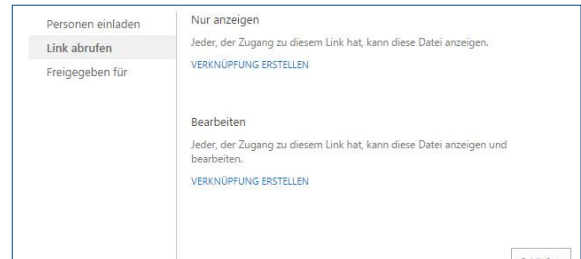 Personen einladen
Link abrufen
Freigegeben für
Nur anzeigen
Jeder, der Zugang zu diesem Link hat, kann diese Datei anzeigen.
VERKNÜPFUNG ERSTELLEN
Bearbeiten
Jeder, der Zugang zu diesem Link hat, kann diese Datei anzeigen und
bearbeiten.
VERKNÜPFUNG ERSTELLEN